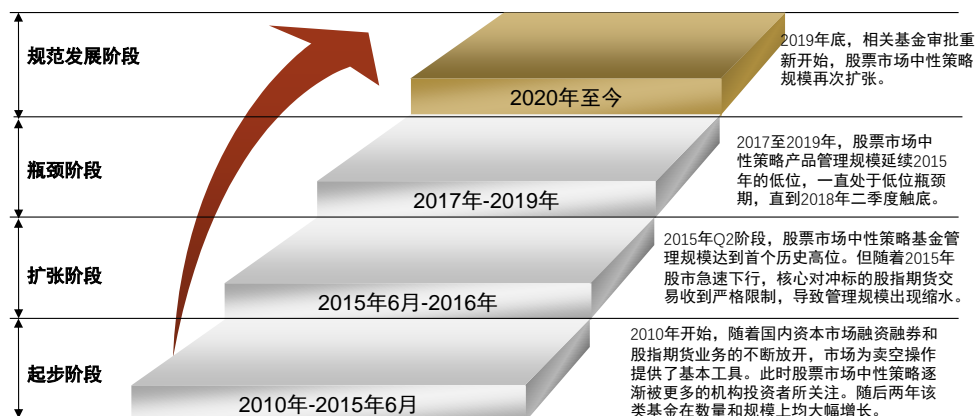 规范发展阶段
2020年至今
2019年底，相关基金审批重
新开始，股票市场中性策略
规模再次扩张。
瓶颈阶段
2017年-2019年
2017至2019年，股票市场中
性策略产品管理规模延续2015
年的低位，一直处于低位瓶颈
期，直到2018年二季度触底。
扩张阶段
2015年6月-2016年
2015年Q2阶段，股票市场中性策略基金管
理规模达到首个历史高位。但随着2015年
股市急速下行，核心对冲标的股指期货交
易收到严格限制，导致管理规模出现缩水。
起步阶段
2010年-2015年6月
2010年开始，随着国内资本市场融资融券和
股指期货业务的不断放开，市场为卖空操作
提供了基本工具。此时股票市场中性策略逐
渐被更多的机构投资者所关注。随后两年该
类基金在数量和规模上均大幅增长。